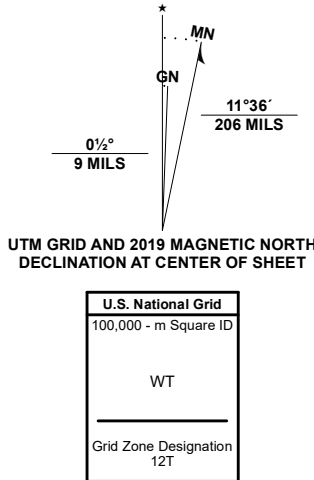 ★
MN
GN
11°36´
206 MILS
0½°
9 MILS
UTM GRID AND 2019 MAGNETIC NORTH
DECLINATION AT CENTER OF SHEET
U.S. National Grid
100,000 - m Square ID
WT
Grid Zone Designation
12T